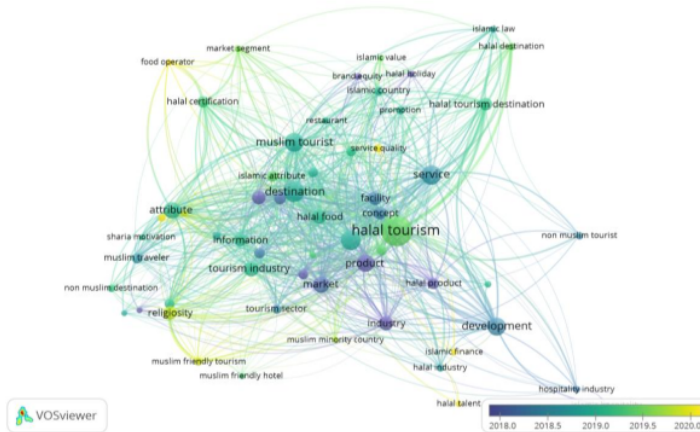 islamic law
halal destination
market segment
islamic value
food operator
brand equity
halal holiday
islamic country
halal certification
halal tourism destination
promotion
restaurant
muslim tourist
service quality
islamic attribute
service
destination
facility
attribute
halal food
concept
halal tourism
sharia motivation
information
non muslim tourist
muslim traveler
tourism industry
product
non muslim destination
market
halal product
religiosity
tourism sector
industry
development
muslim minority country
islamic finance
muslim friendly tourism
halal industry
muslim friendly hotel
hospitality industry
halal talent
VOSviewer
2018.0 2018.5 2019.0 2019.5 2020.0